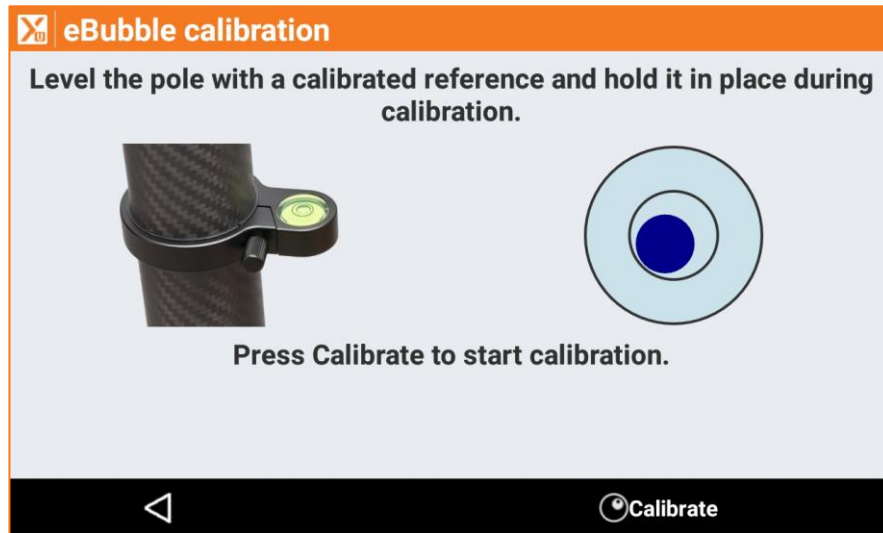 eBubble calibration
Level the pole with a calibrated reference and hold it in place during
calibration.
Press Calibrate to start calibration.
Calibrate